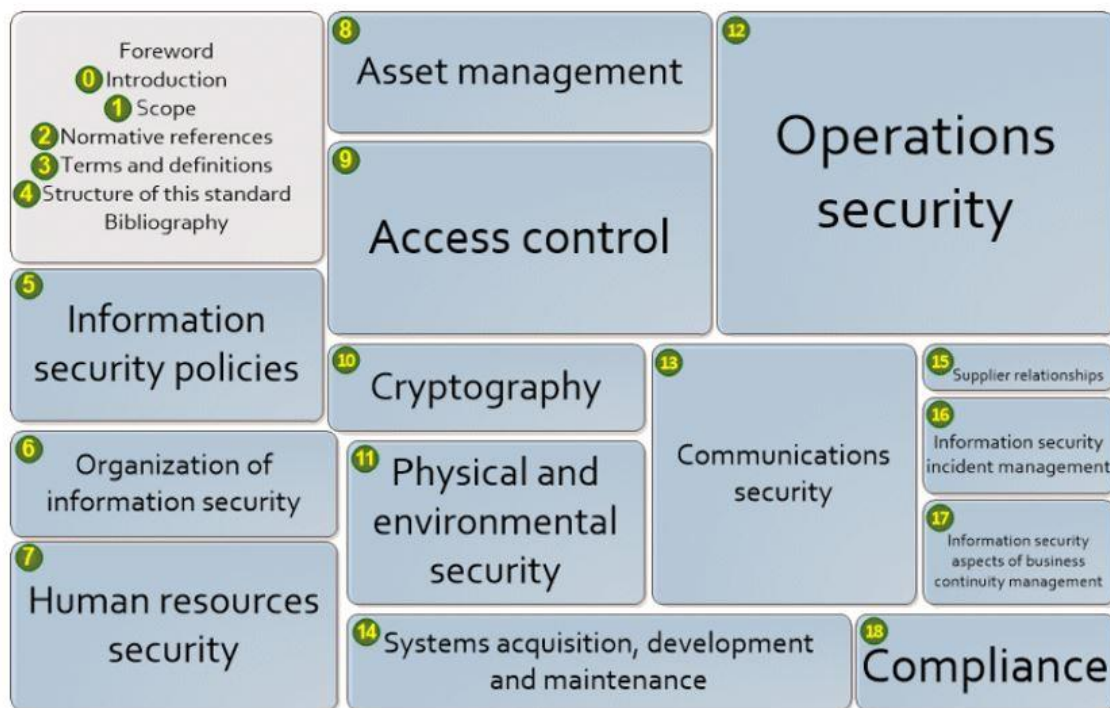 Foreword
0 Introduction
1 Scope
2 Normative references
3 Terms and definitions
4 Structure of this standard
Bibliography
5
Information
security policies
6
Organization of
information security
7
Human resources
security
8
Asset management
9
Access control
10
Cryptography
11
Physical and
environmental
security
12
Operations
security
13
Communications
security
14
Systems acquisition, development
and maintenance
15
Supplier relationships
16
Information security
incident management
17
Information security
aspects of business
continuity management
18
Compliance